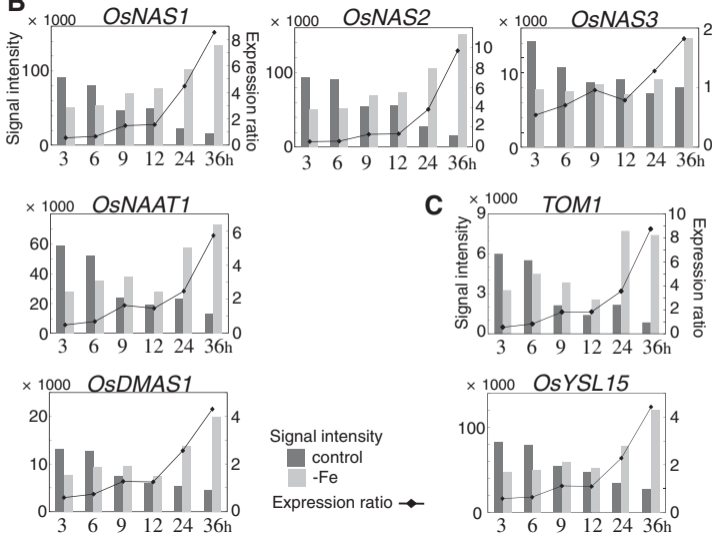 B
OsNAS1
OsNAS2
OsNAS3
× 1000
× 1000
× 1000
Signal intensity
100
0
8
6
4
2
0
Expression ratio
3 6 9 12 24 36h
100
0
10
8
6
4
2
0
3 6 9 12 24 36h
10
0
2
1
0
3 6 9 12 24 36h
OsNAAT1
× 1000
60
40
20
0
6
4
2
0
3 6 9 12 24 36h
C
TOM1
× 1000
Signal intensity
9
6
3
0
10
8
6
4
2
0
Expression ratio
3 6 9 12 24 36h
OsDMAS1
× 1000
20
10
0
4
2
0
3 6 9 12 24 36h
Signal intensity
control
-Fe
Expression ratio
OsYSL15
× 1000
100
0
4
2
0
3 6 9 12 24 36h